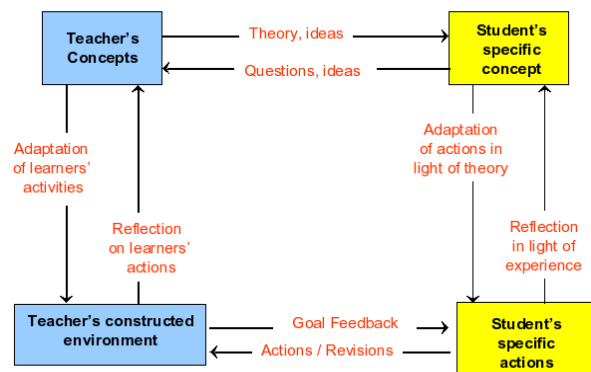 Teacher's
Concepts
Theory, ideas
Questions, ideas
Student's
specific
concept
Adaptation
of learners'
activities
Reflection
on learners'
actions
Adaptation
of actions in
light of theory
Reflection
in light of
experience
Teacher's constructed
environment
Goal Feedback
Actions / Revisions
Student's
specific
actions